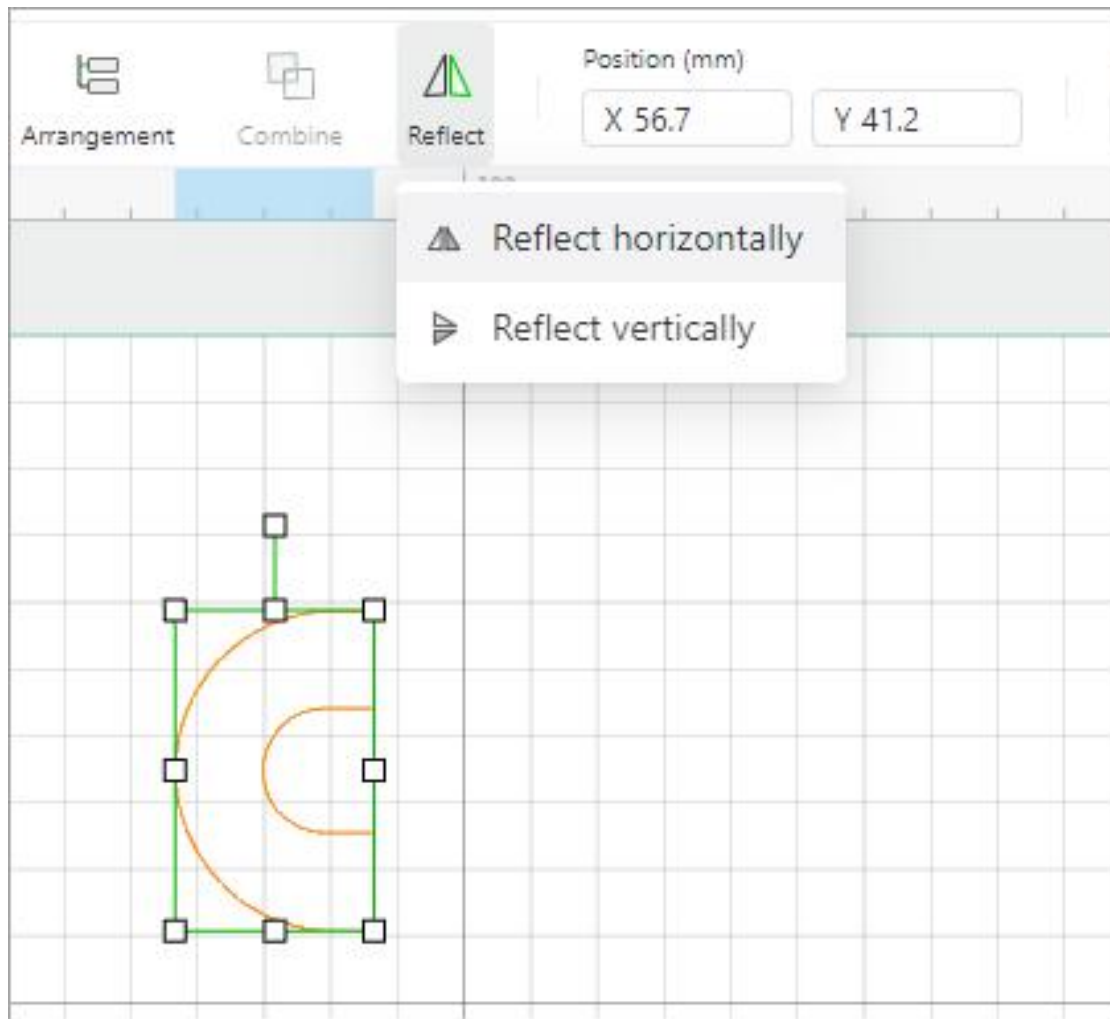 Position (mm)
X 56.7
Y 41.2
Arrangement
Combine
Reflect
Reflect horizontally
Reflect vertically